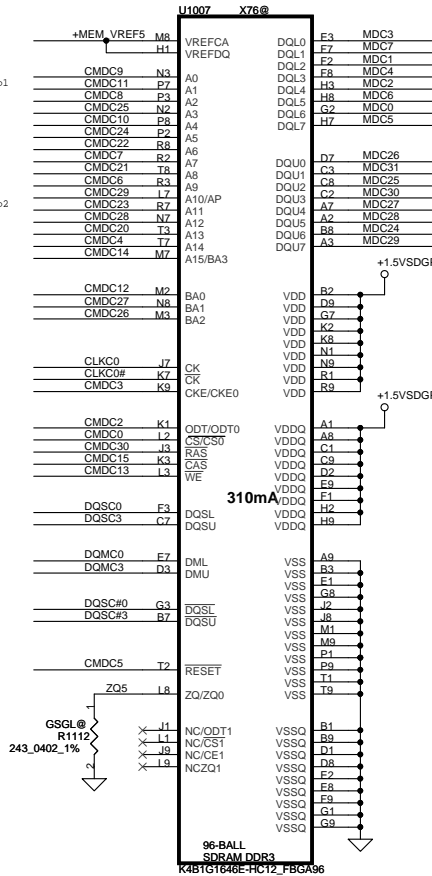 U1007 X76@
+MEM_VREF5 M8 VREFCA
H1 VREFDQ
CMDC9 N3 A0
CMDC11 P7 A1
CMDC8 P3 A2
CMDC25 N2 A3
CMDC10 P8 A4
CMDC24 P2 A5
CMDC22 R8 A6
CMDC7 R2 A7
CMDC21 T8 A8
CMDC6 R3 A9
CMDC29 L7 A10/AP
CMDC23 R7 A11
CMDC28 N7 A12
CMDC20 T3 A13
CMDC4 T7 A14
CMDC14 M7 A15/BA3
CMDC12 M2 BA0
CMDC27 N8 BA1
CMDC26 M3 BA2
CLKC0 J7 CK
CLKC0# K7 CK
CMDC3 K9 CKE/CKE0
CMDC2 K1 ODT/ODT0
CMDC0 L2 CS/CS0
CMDC30 J3 RAS
CMDC15 K3 CAS
CMDC13 L3 WE
DQSC0 F3 DQSL
DQSC3 C7 DQSU
DQMC0 E7 DML
DQMC3 D3 DMU
DQSC#0 G3 DQSL
DQSC#3 B7 DQSU
CMDC5 T2 RESET
ZQ5 L8 ZQ/ZQ0
1
GSGL@
R1112
243_0402_1%
2
J1 NC/ODT1
L1 NC/CS1
J9 NC/CE1
L9 NCZQ1
DQL0 E3 MDC3
DQL1 F7 MDC7
DQL2 F2 MDC1
DQL3 F8 MDC4
DQL4 H3 MDC2
DQL5 H8 MDC6
DQL6 G2 MDC0
DQL7 H7 MDC5
DQU0 D7 MDC26
DQU1 C3 MDC31
DQU2 C8 MDC25
DQU3 C2 MDC30
DQU4 A7 MDC27
DQU5 A2 MDC28
DQU6 B8 MDC24
DQU7 A3 MDC29
+1.5VSDG
VDD B2
VDD D9
VDD G7
VDD K2
VDD K8
VDD N1
VDD N9
VDD R1
VDD R9
+1.5VSDG
VDDQ A1
VDDQ A8
VDDQ C1
VDDQ C9
VDDQ D2
VDDQ E9
VDDQ F1
VDDQ H2
VDDQ H9
310mA
VSS A9
VSS B3
VSS E1
VSS G8
VSS J2
VSS J8
VSS M1
VSS M9
VSS P1
VSS P9
VSS T1
VSS T9
VSSQ B1
VSSQ B9
VSSQ D1
VSSQ D8
VSSQ E2
VSSQ E8
VSSQ F9
VSSQ G1
VSSQ G9
96-BALL
SDRAM DDR3
K4B1G1646E-HC12_FBGA96